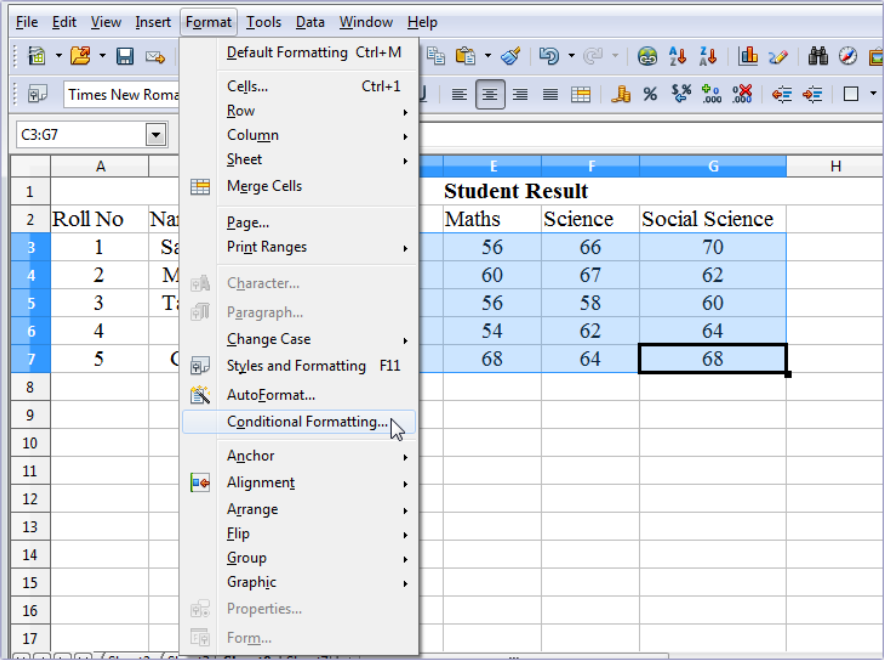 File Edit View Insert Format Tools Data Window Help
Default Formatting Ctrl+M
Times New Roma
Cells... Ctrl+1
Row
C3:G7
Column
Sheet
A E F G H
Merge Cells
1 Student Result
2 Roll No Maths Science Social Science
Page...
3 1 56 66 70
Print Ranges
4 2 60 67 62
Character...
5 3 56 58 60
Paragraph...
6 4 54 62 64
Change Case
7 5 68 64 68
Styles and Formatting F11
8
AutoFormat...
9
Conditional Formatting...
10
Anchor
11
Alignment
12
Arrange
13
Flip
14
Group
15
Graphic
16
Properties...
17
Form...